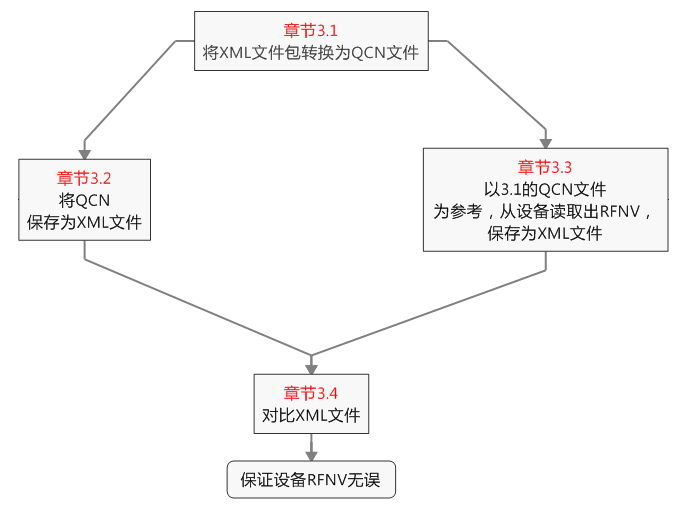 章节3.1
将XML文件包转换为QCN文件
章节3.2
将QCN
保存为XML文件
章节3.3
以3.1的QCN文件
为参考，从设备读取出RFNV，
保存为XML文件
章节3.4
对比XML文件
保证设备RFNV无误